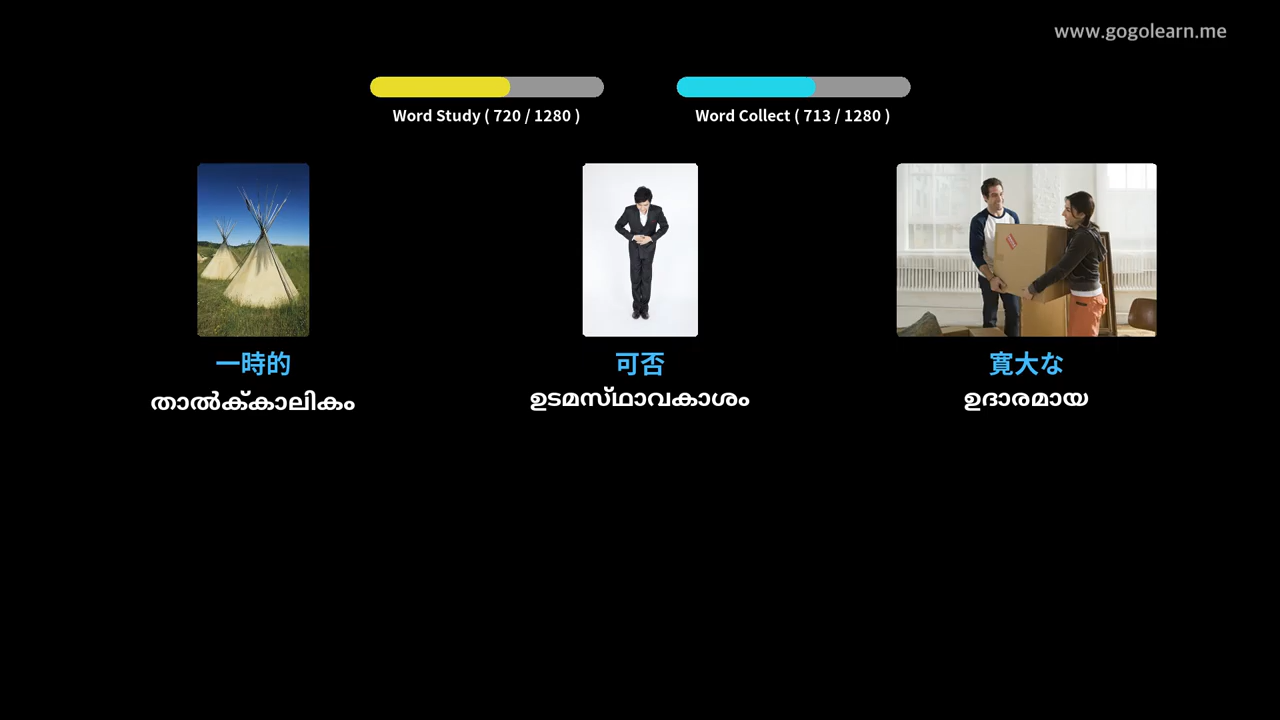 www.gogolearn.me
Word Study ( 720 / 1280 )
Word Collect ( 713 / 1280 )
一時的
可否
寛大な
താൽക്കാലികം
ഉടമസ്ഥാവകാശം
ഉദാരമായ